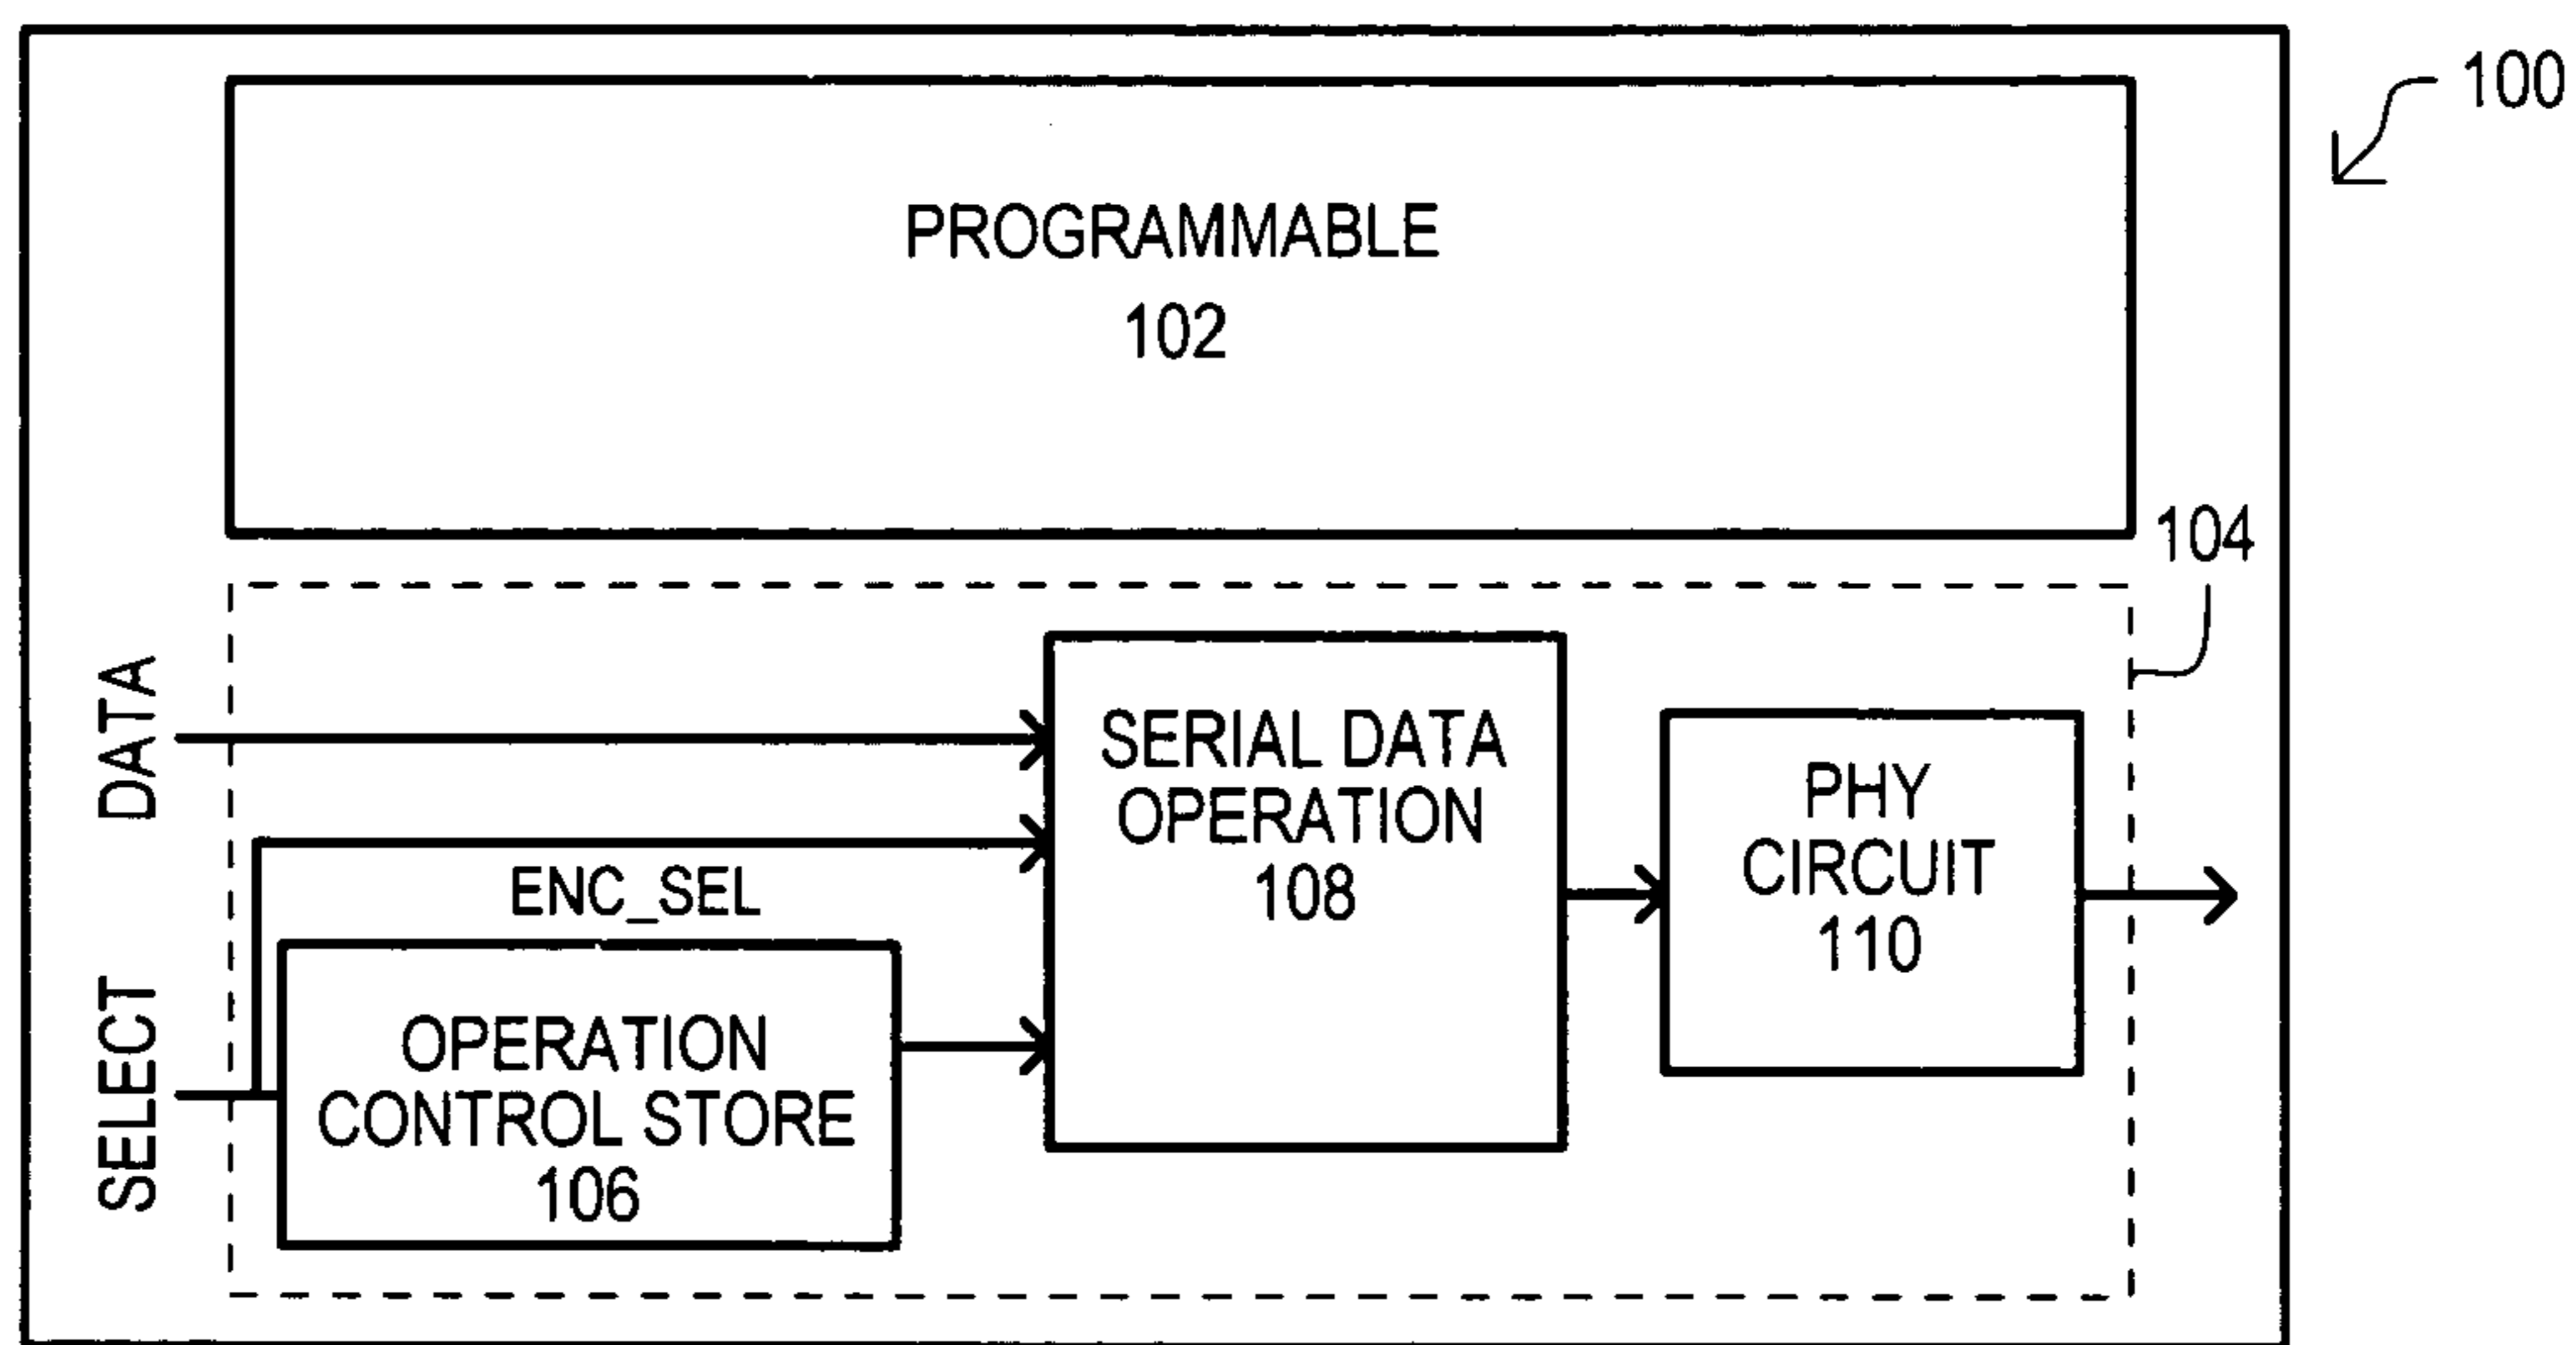 100
PROGRAMMABLE
102
104
DATA
SERIAL DATA
OPERATION
108
PHY
CIRCUIT
110
ENC_SEL
SELECT
OPERATION
CONTROL STORE
106